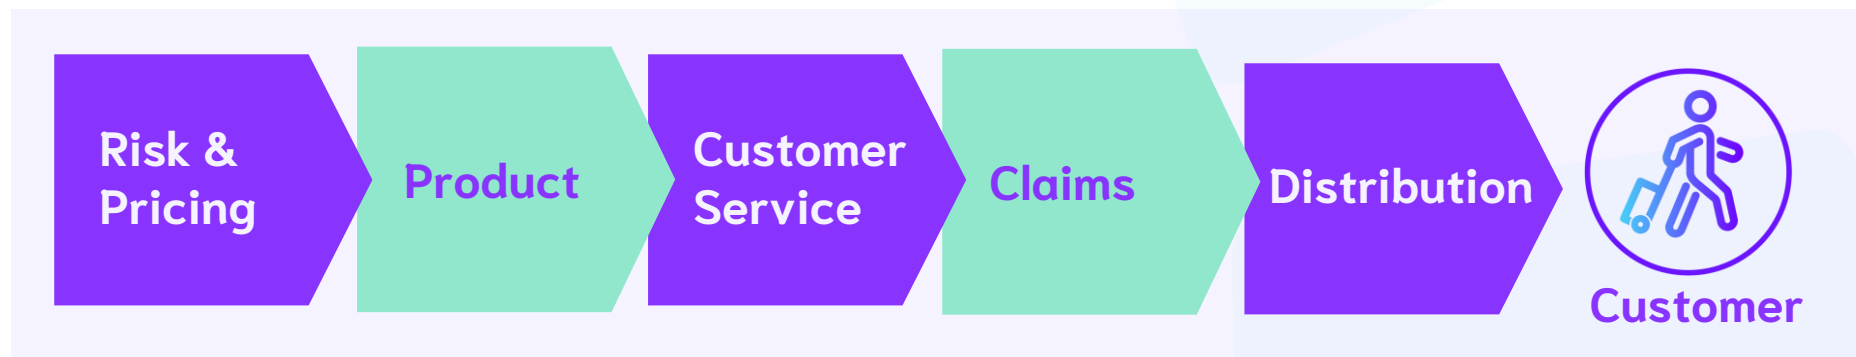 Risk &
Pricing
Product
Customer
Service
Claims
Distribution
Customer